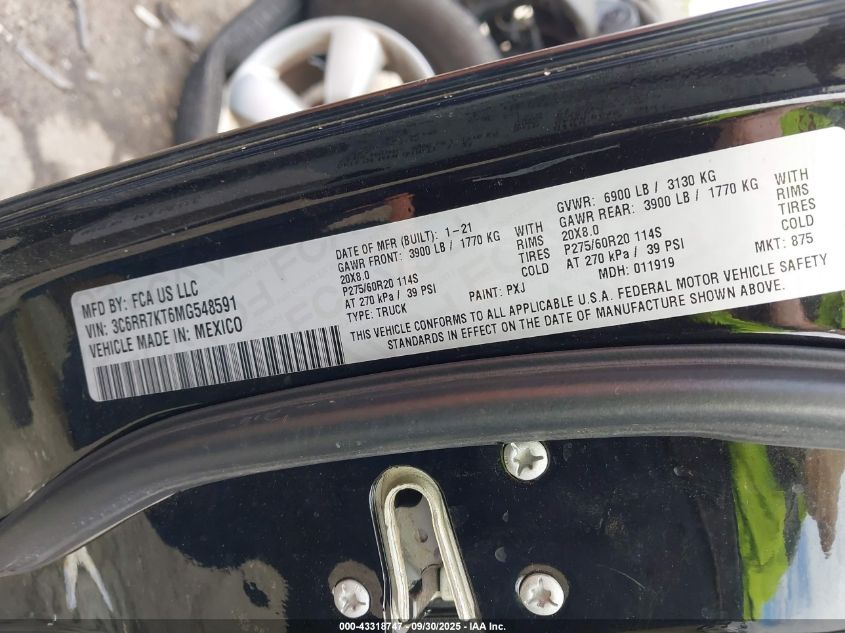 MFD BY: FCA US LLC
VIN: 3C6RR7KT6MG548591
VEHICLE MADE IN: MEXICO
DATE OF MFR (BUILT): 1-21
GAWR FRONT: 3900 LB / 1770 KG WITH
20X8.0 RIMS
P275/60R20 114S TIRES
AT 270 kPa / 39 PSI COLD
TYPE: TRUCK
PAINT: PXJ
GVWR: 6900 LB / 3130 KG
GAWR REAR: 3900 LB / 1770 KG WITH
20X8.0 RIMS
P275/60R20 114S TIRES
AT 270 kPa / 39 PSI COLD
MDH: 011919
MKT: 875
CONFORMS TO ALL APPLICABLE U.S.A. FEDERAL MOTOR VEHICLE SAFETY
STANDARDS IN EFFECT ON THE DATE OF MANUFACTURE SHOWN ABOVE.
000-43318747 - 09/30/2025 - IAA Inc.